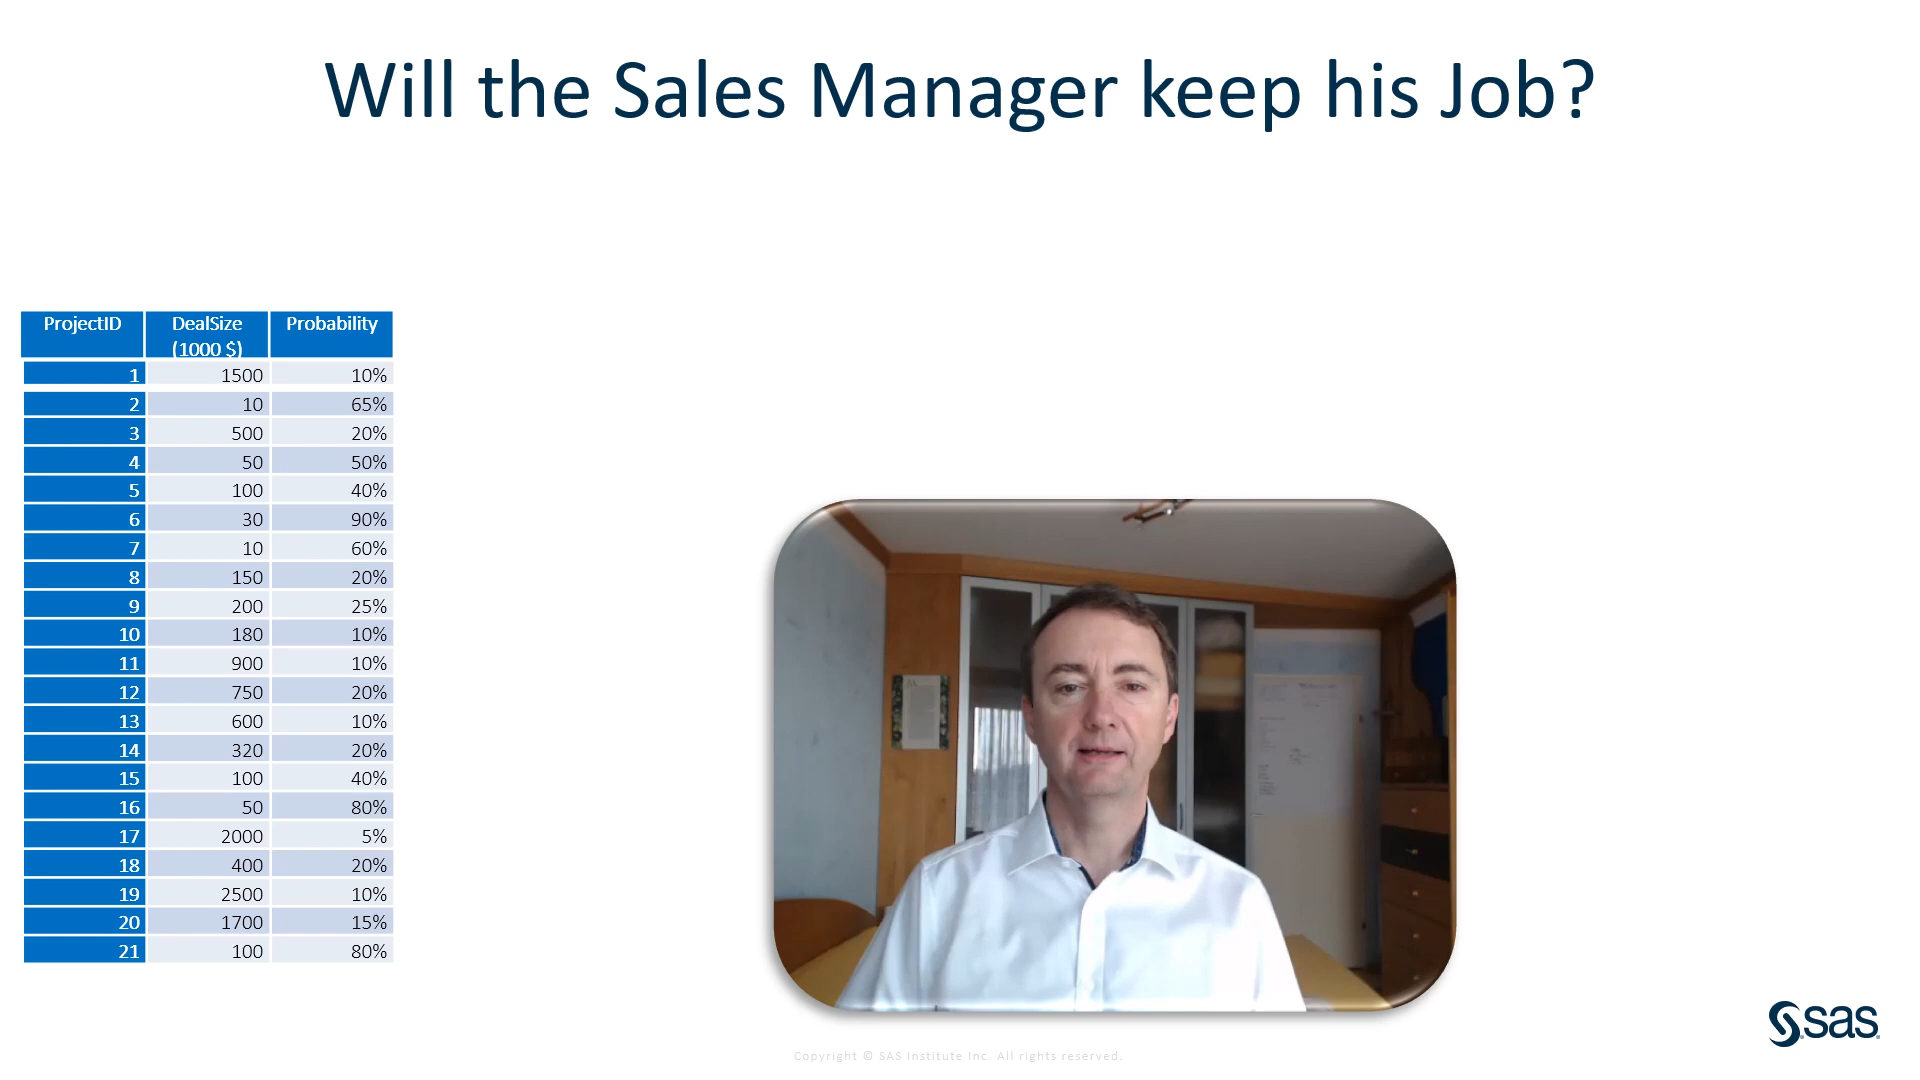 Will the Sales Manager keep his Job?
ProjectID DealSize (1000 $) Probability
1 1500 10%
2 10 65%
3 500 20%
4 50 50%
5 100 40%
6 30 90%
7 10 60%
8 150 20%
9 200 25%
10 180 10%
11 900 10%
12 750 20%
13 600 10%
14 320 20%
15 100 40%
16 50 80%
17 2000 5%
18 400 20%
19 2500 10%
20 1700 15%
21 100 80%
sas
Copyright © SAS Institute Inc. All rights reserved.